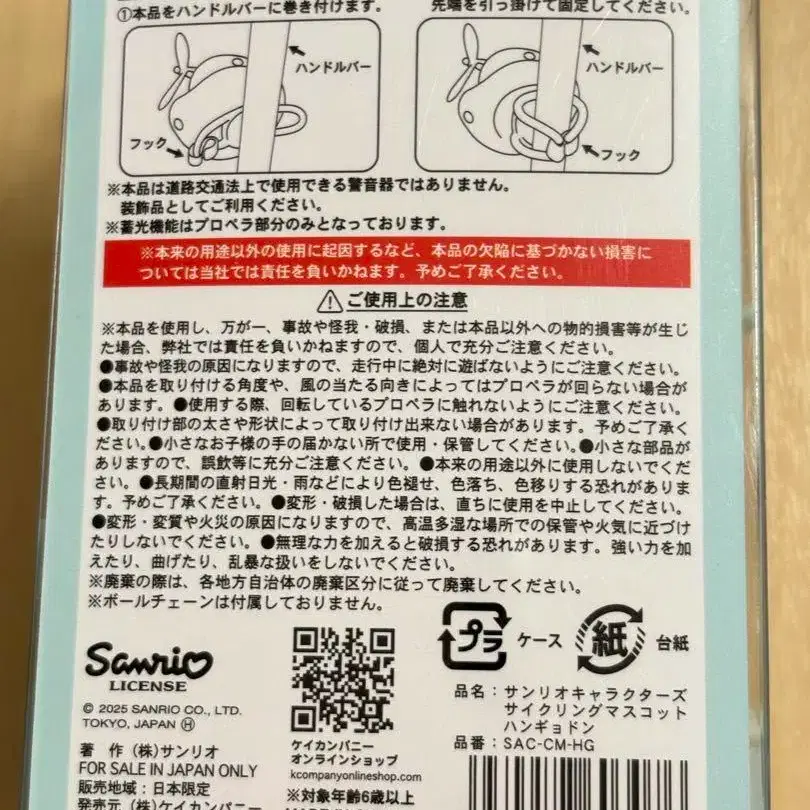 ①本品をハンドルバーに巻き付けます。
先端を引っ掛けて固定してください。
ハンドルバー
フック
ハンドルバー
フック
※本品は道路交通法上で使用できる警音器ではありません。
装飾品としてご利用ください。
※蓄光機能はプロペラ部分のみとなっております。
※本来の用途以外の使用に起因するなど、本品の欠陥に基づかない損害に
ついては当社では責任を負いかねます。予めご了承ください。
⚠ご使用上の注意
※本品を使用し、万が一、事故や怪我・破損、または本品以外への物的損害等が生じ
た場合、弊社では責任を負いかねますので、個人で充分ご注意ください。
●事故や怪我の原因になりますので、走行中に絶対に遊ばないようにご注意ください。
●本品を取り付ける角度や、風の当たる向きによってはプロペラが回らない場合が
あります。●使用する際、回転しているプロペラに触れないようにご注意ください。
●取り付け部の太さや形状によって取り付け出来ない場合があります。予めご了承く
ださい。●小さなお子様の手の届かない所で使用・保管してください。●小さな部品が
ありますので、誤飲等に充分ご注意ください。●本来の用途以外に使用しないでくだ
さい。●長期間の直射日光・雨などにより色褪せ、色落ち、色移りする恐れがありま
す。予めご了承ください。●変形・破損した場合は、直ちに使用を中止してください。
●変形・変質や火災の原因になりますので、高温多湿な場所での保管や火気に近づけ
たりしないでください。●無理な力を加えると破損する恐れがあります。強い力を加
えたり、曲げたり、乱暴な扱いをしないでください。
※廃棄の際は、各地方自治体の廃棄区分に従って廃棄してください。
※ボールチェーンは付属しておりません。
プラ ケース
紙 台紙
Sanrio
LICENSE
© 2025 SANRIO CO., LTD.
TOKYO, JAPAN Ⓗ
著 作 (株)サンリオ
FOR SALE IN JAPAN ONLY
販売地域:日本限定
発売元 (株)ケイカンパニー
ケイカンパニー
オンラインショップ
kcompanyonlineshop.com
※対象年齢6歳以上
品名:サンリオキャラクターズ
サイクリングマスコット
ハンギョドン
品番:SAC-CM-HG